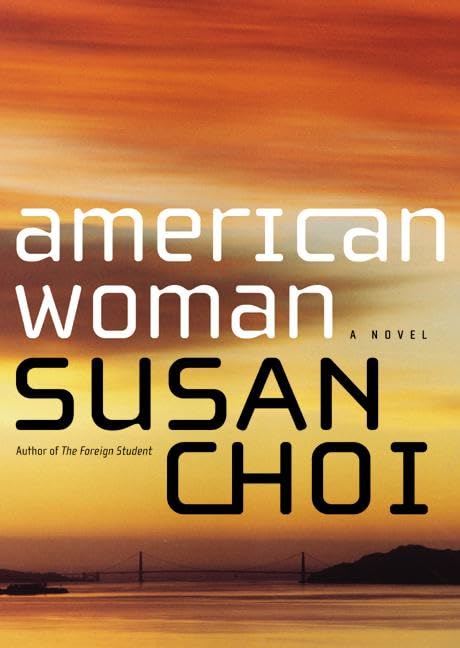 american
woman
A NOVEL
SUSAN
Author of The Foreign Student
CHOI